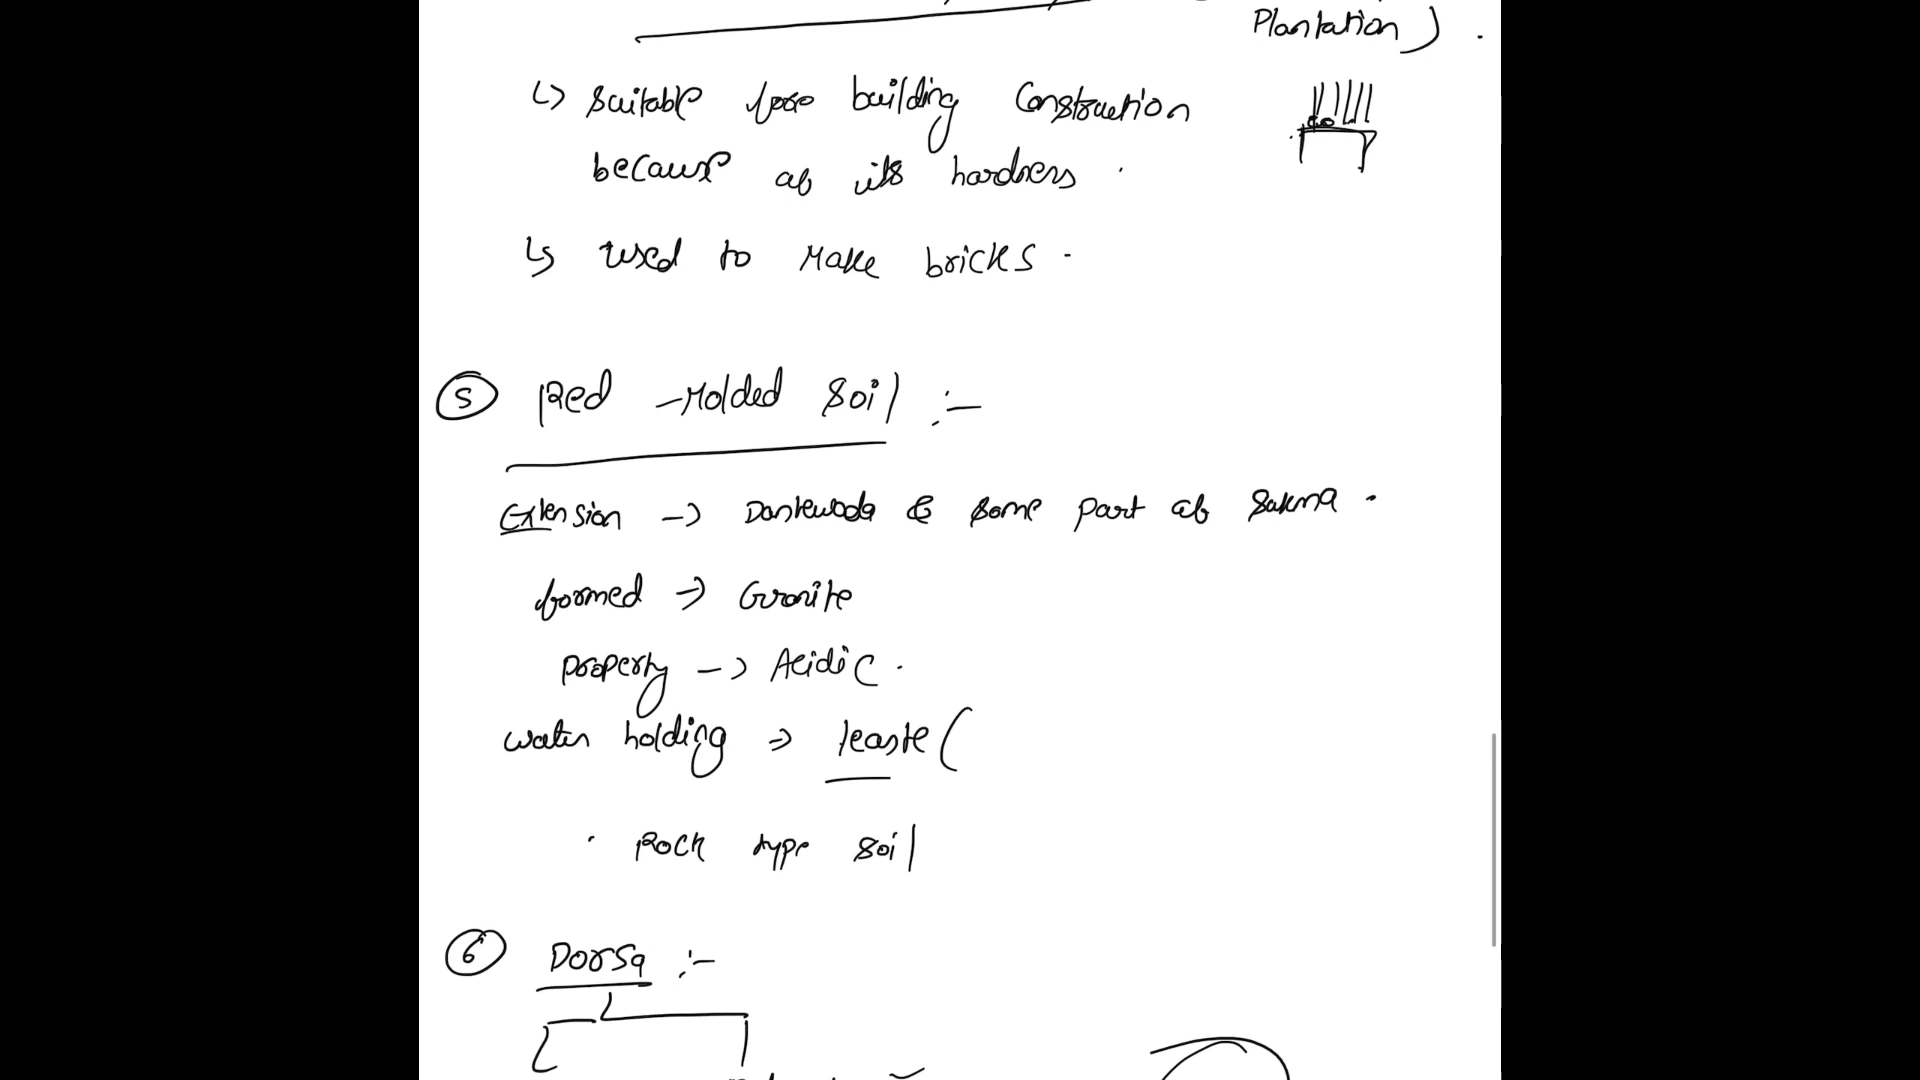 Plantation) .
↳ Suitable for building Construction
because of its hardness .
↳ Used to Make bricks .
⑤ Red -Molded Soil :-
Extension -> Dantewada & Some Part of Sukma .
formed -> Granite
property -> Acidic .
water holding => leaste (
. Rock type Soil
⑥ Dorsa :-